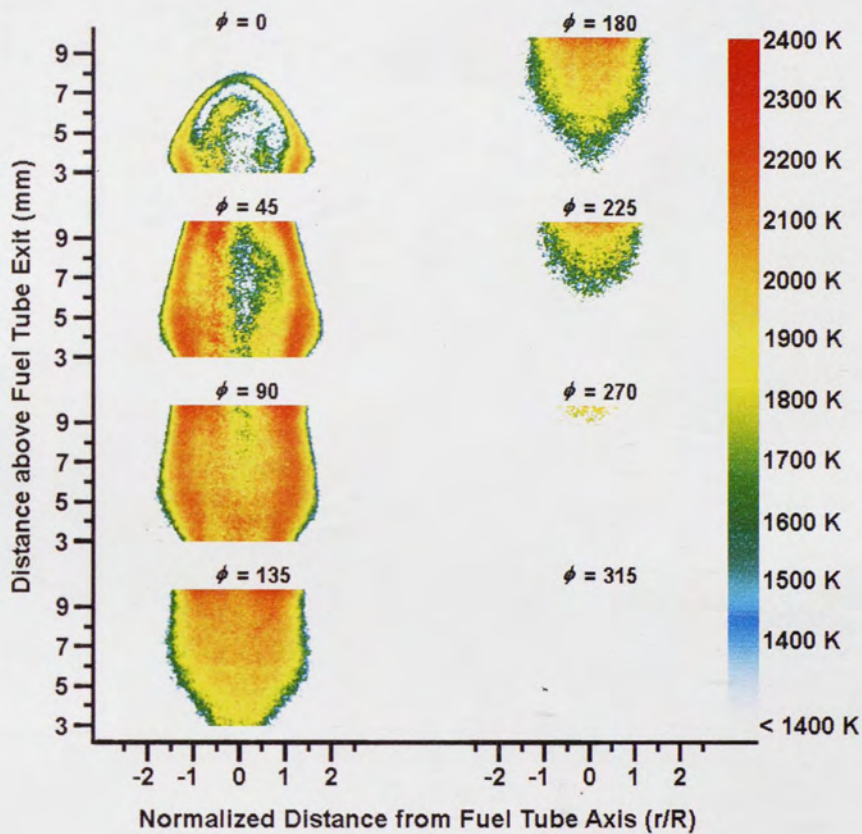 ϕ = 0
ϕ = 180
9
7
5
3
ϕ = 45
ϕ = 225
9
7
5
3
ϕ = 90
ϕ = 270
9
7
5
3
ϕ = 135
ϕ = 315
9
7
5
3
Distance above Fuel Tube Exit (mm)
2400 K
2300 K
2200 K
2100 K
2000 K
1900 K
1800 K
1700 K
1600 K
1500 K
1400 K
< 1400 K
-2 -1 0 1 2
-2 -1 0 1 2
Normalized Distance from Fuel Tube Axis (r/R)